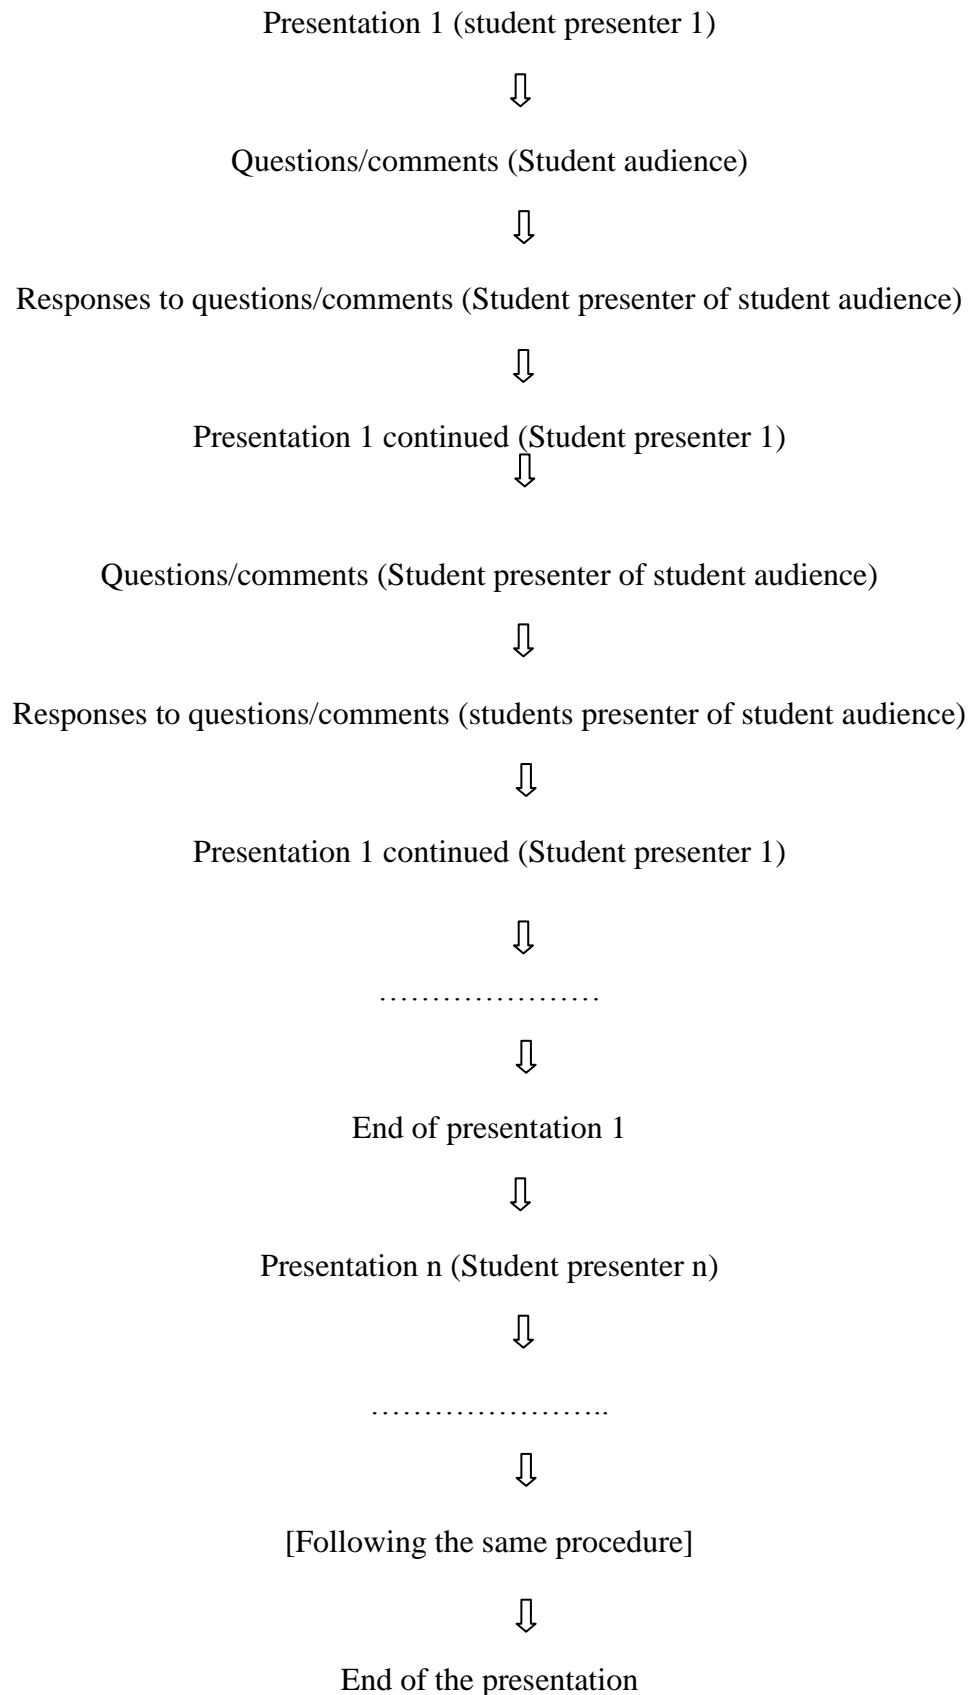 Presentation 1 (student presenter 1)
⇩
Questions/comments (Student audience)
⇩
Responses to questions/comments (Student presenter of student audience)
⇩
Presentation 1 continued (Student presenter 1)
⇩
Questions/comments (Student presenter of student audience)
⇩
Responses to questions/comments (students presenter of student audience)
⇩
Presentation 1 continued (Student presenter 1)
⇩
…………………
⇩
End of presentation 1
⇩
Presentation n (Student presenter n)
⇩
…………………..
⇩
[Following the same procedure]
⇩
End of the presentation